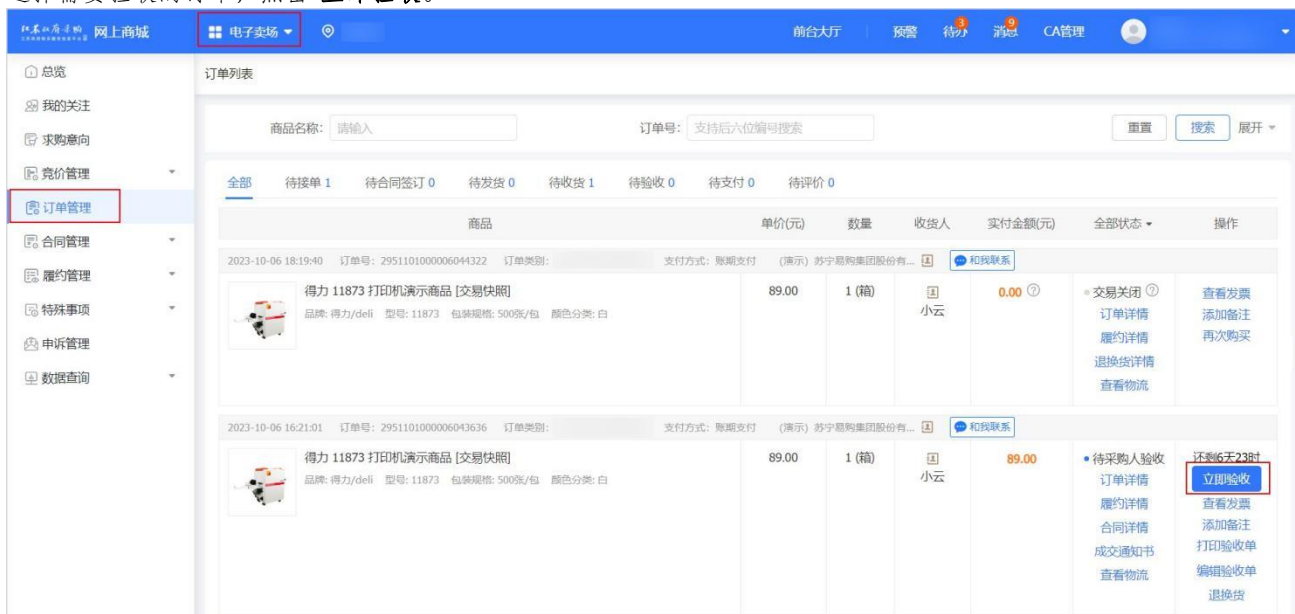 网上商城
电子卖场
前台大厅
预警
待办 3
消息 9
CA管理
总览
我的关注
求购意向
竞价管理
订单管理
合同管理
履约管理
特殊事项
申诉管理
数据查询
订单列表
商品名称: 请输入
订单号: 支持后六位编号搜索
重置
搜索
展开
全部 待接单 1 待合同签订 0 待发货 0 待收货 1 待验收 0 待支付 0 待评价 0
商品 单价(元) 数量 收货人 实付金额(元) 全部状态 操作
2023-10-06 18:19:40 订单号: 2951101000006044322 订单类别: 支付方式: 账期支付 (演示) 苏宁易购集团股份有... 和我联系
得力 11873 打印机演示商品 [交易快照]
品牌: 得力/deli 型号: 11873 包装规格: 500张/包 颜色分类: 白
89.00
1 (箱)
小云
0.00
交易关闭
订单详情
履约详情
退换货详情
查看物流
查看发票
添加备注
再次购买
2023-10-06 16:21:01 订单号: 2951101000006043636 订单类别: 支付方式: 账期支付 (演示) 苏宁易购集团股份有... 和我联系
得力 11873 打印机演示商品 [交易快照]
品牌: 得力/deli 型号: 11873 包装规格: 500张/包 颜色分类: 白
89.00
1 (箱)
小云
89.00
待采购人验收
订单详情
履约详情
合同详情
成交通知书
查看物流
还剩6天23时
立即验收
查看发票
添加备注
打印验收单
编辑验收单
退换货